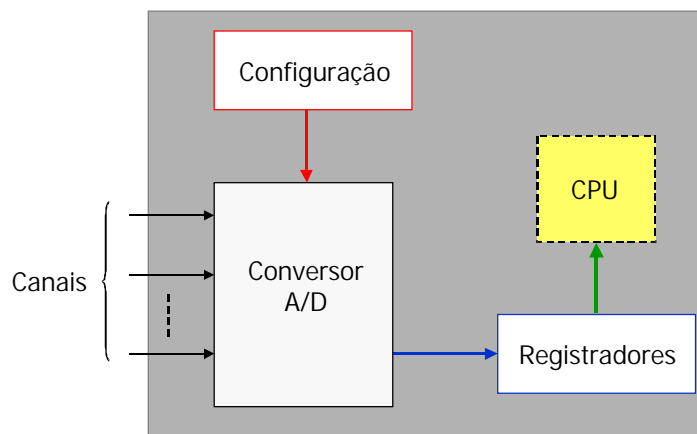 Configuração
CPU
Canais
Conversor
A/D
Registradores